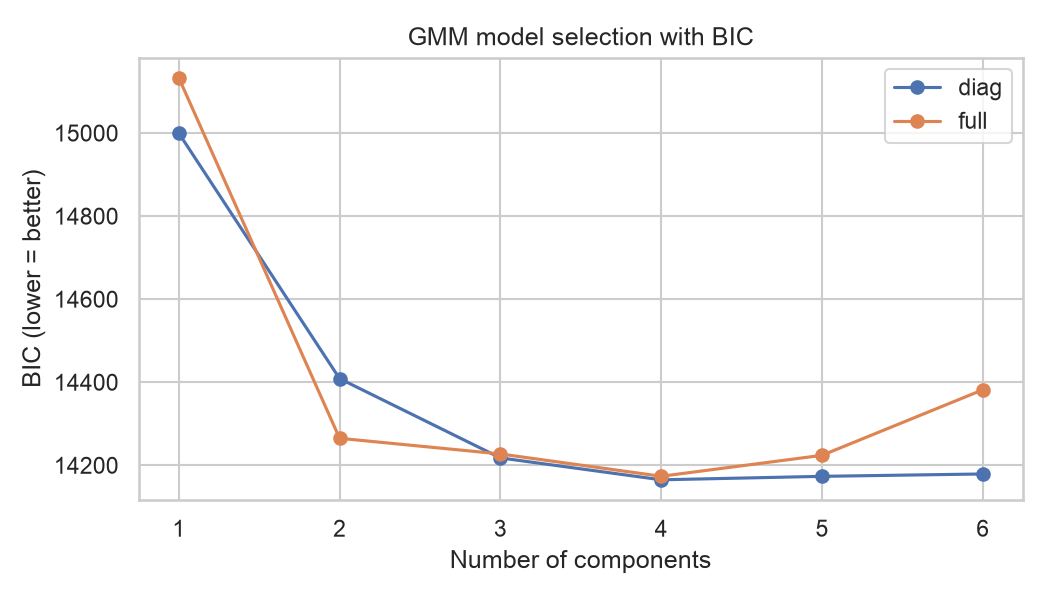 GMM model selection with BIC
diag
full
BIC (lower = better)
15000
14800
14600
14400
14200
1 2 3 4 5 6
Number of components